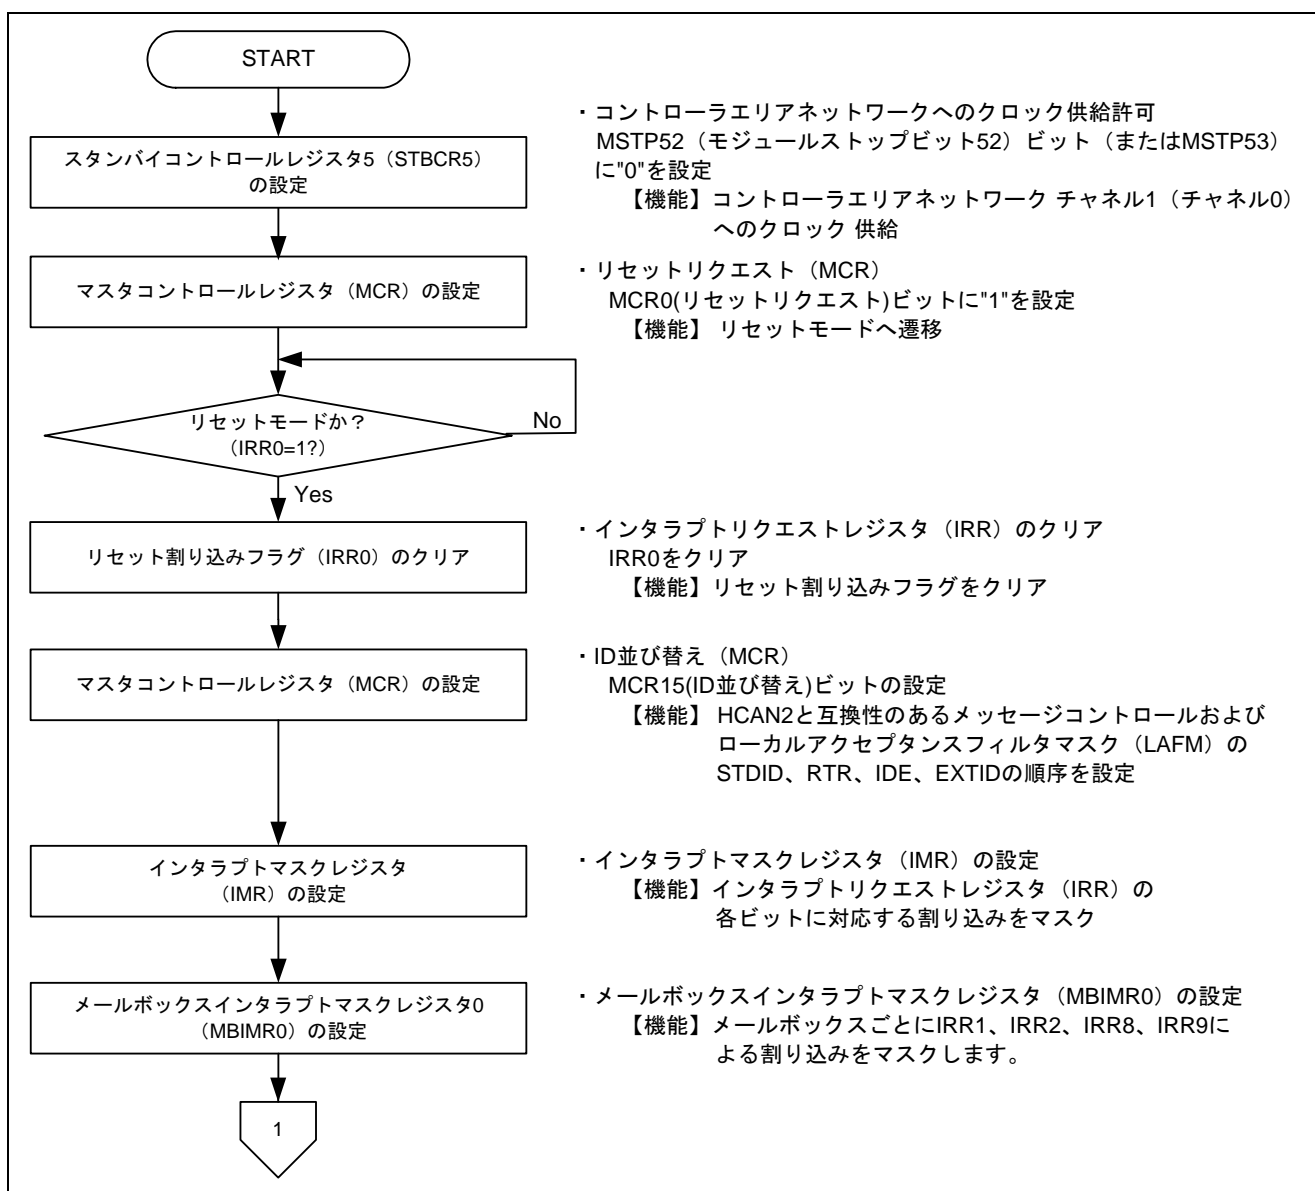 START
スタンバイコントロールレジスタ5（STBCR5）
の設定
・コントローラエリアネットワークへのクロック供給許可
MSTP52（モジュールストップビット52）ビット（またはMSTP53）
に"0"を設定
【機能】コントローラエリアネットワーク チャネル1（チャネル0）
へのクロック 供給
マスタコントロールレジスタ（MCR）の設定
・リセットリクエスト（MCR）
MCR0(リセットリクエスト)ビットに"1"を設定
【機能】 リセットモードへ遷移
リセットモードか？
（IRR0=1?）
No
Yes
リセット割り込みフラグ（IRR0）のクリア
・インタラプトリクエストレジスタ（IRR）のクリア
IRR0をクリア
【機能】リセット割り込みフラグをクリア
マスタコントロールレジスタ（MCR）の設定
・ID並び替え（MCR）
MCR15(ID並び替え)ビットの設定
【機能】 HCAN2と互換性のあるメッセージコントロールおよび
ローカルアクセプタンスフィルタマスク（LAFM）の
STDID、RTR、IDE、EXTIDの順序を設定
インタラプトマスクレジスタ
（IMR）の設定
・インタラプトマスクレジスタ（IMR）の設定
【機能】インタラプトリクエストレジスタ（IRR）の
各ビットに対応する割り込みをマスク
メールボックスインタラプトマスクレジスタ0
（MBIMR0）の設定
・メールボックスインタラプトマスクレジスタ（MBIMR0）の設定
【機能】メールボックスごとにIRR1、IRR2、IRR8、IRR9に
よる割り込みをマスクします。
1